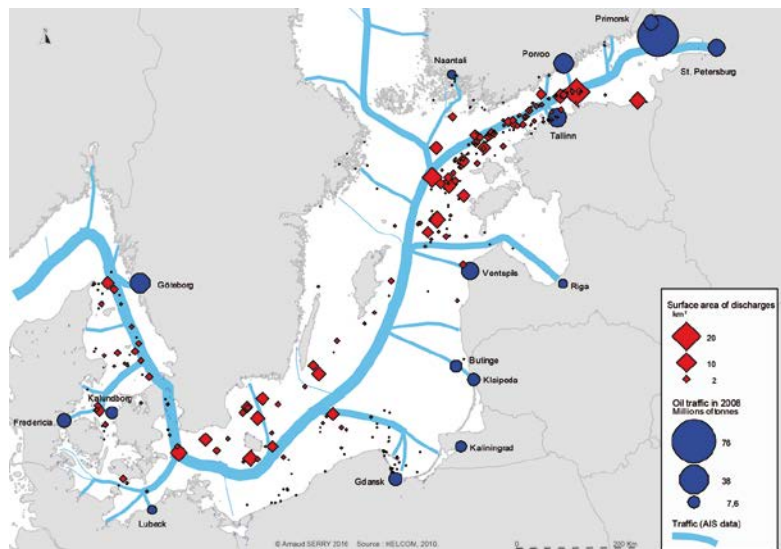 Primorsk
St. Petersburg
Porvoo
Naantali
Tallinn
Göteborg
Ventspils
Riga
Butinge
Klaipeda
Kalundborg
Fredericia
Kaliningrad
Gdansk
Lubeck
Surface area of discharges
km²
20
10
2
Oil traffic in 2008
Millions of tonnes
76
38
7,6
Traffic (AIS data)
© Arnaud SERRY 2016 Source : HELCON, 2010.
200 Km